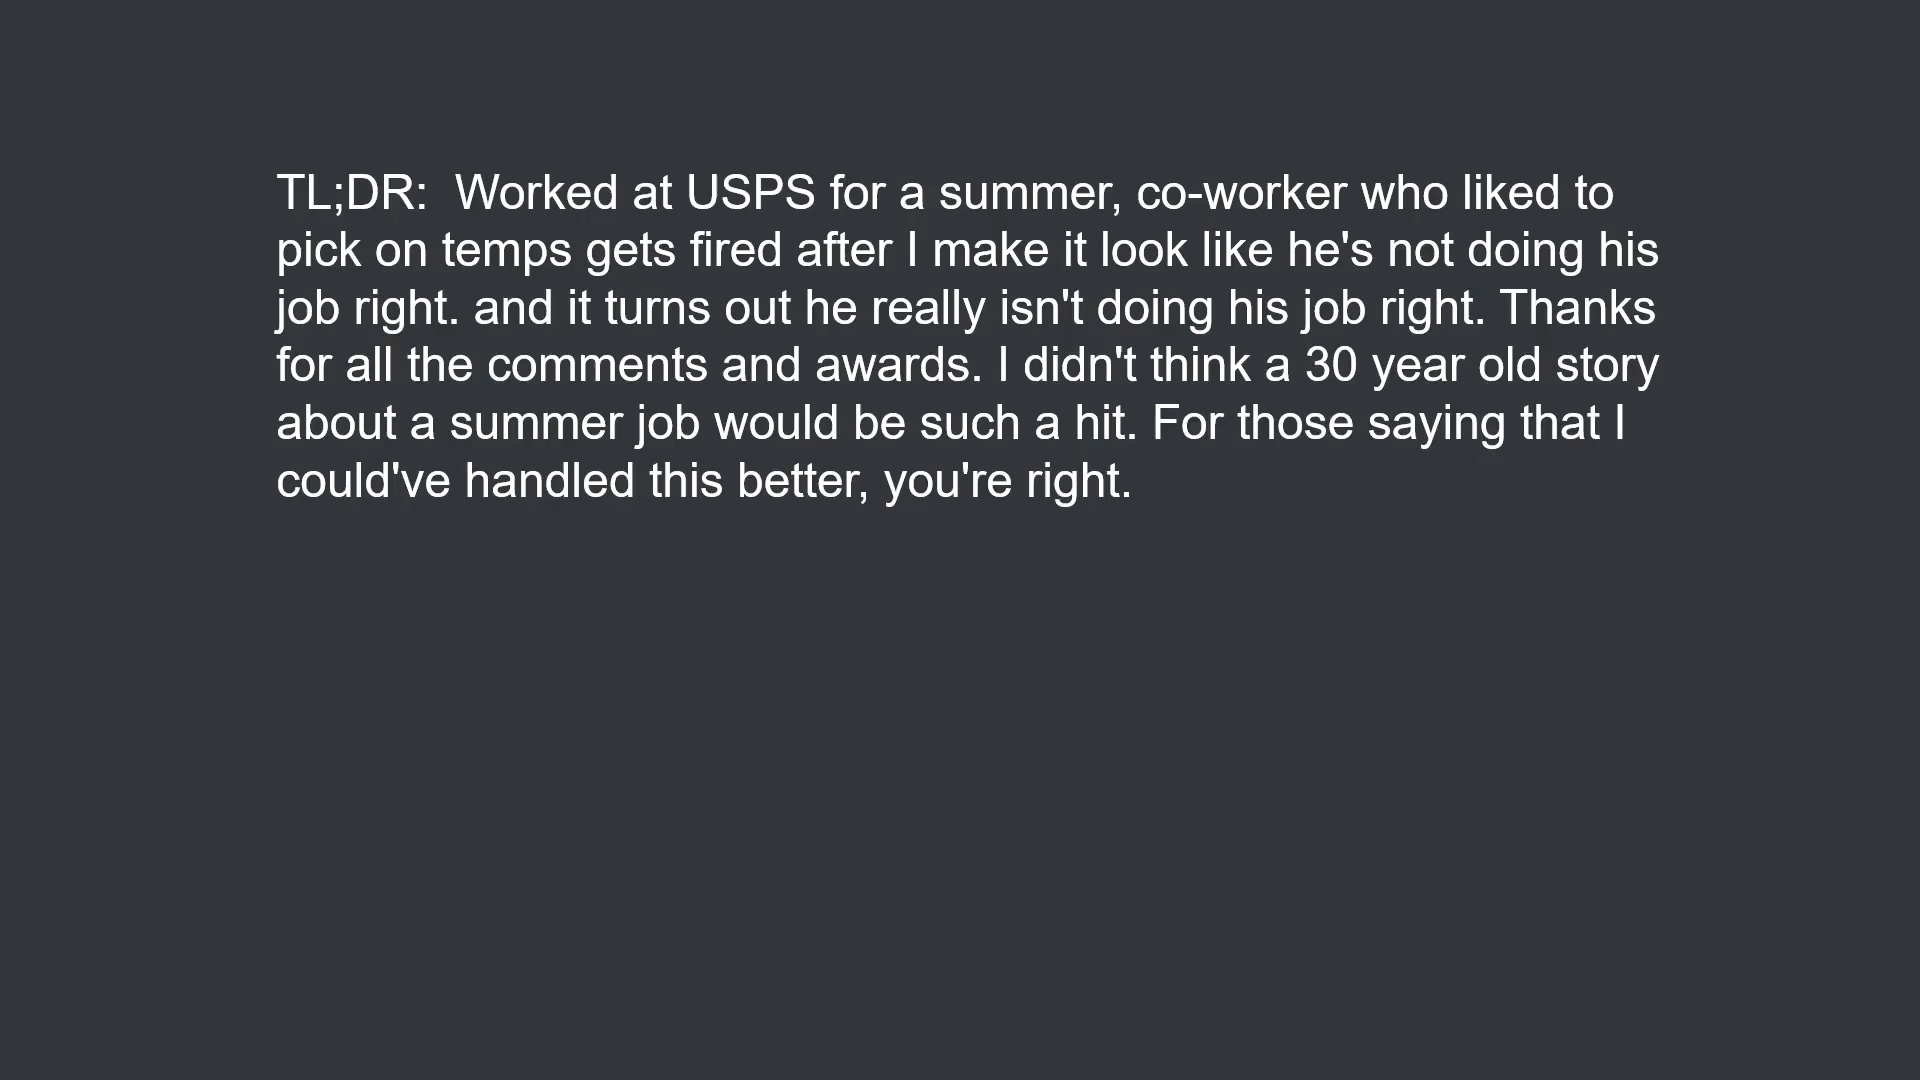 TL;DR:  Worked at USPS for a summer, co-worker who liked to
pick on temps gets fired after I make it look like he's not doing his
job right. and it turns out he really isn't doing his job right. Thanks
for all the comments and awards. I didn't think a 30 year old story
about a summer job would be such a hit. For those saying that I
could've handled this better, you're right.